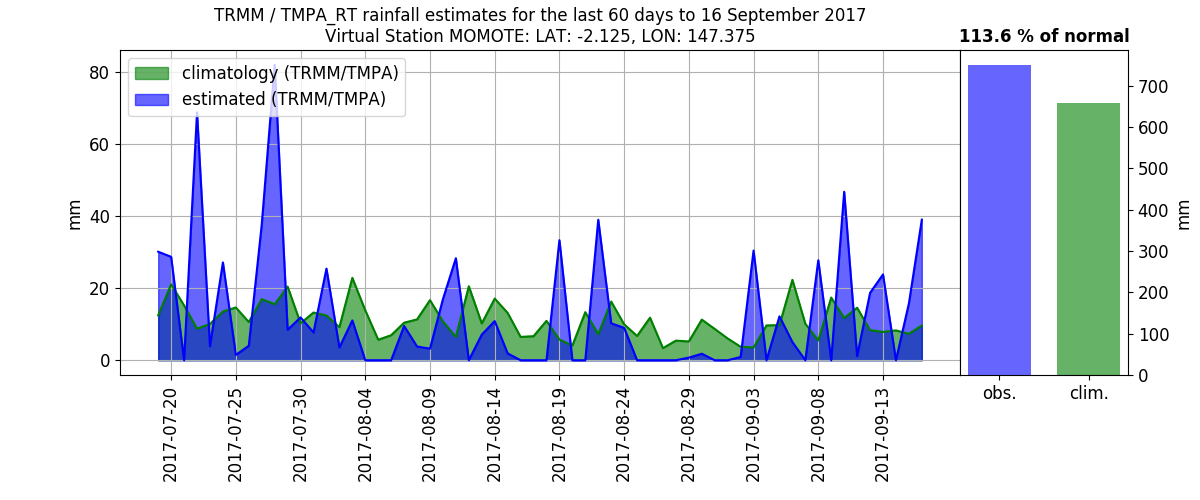 TRMM / TMPA_RT rainfall estimates for the last 60 days to 16 September 2017
Virtual Station MOMOTE: LAT: -2.125, LON: 147.375
113.6 % of normal
climatology (TRMM/TMPA)
estimated (TRMM/TMPA)
80
60
40
20
0
mm
2017-07-20
2017-07-25
2017-07-30
2017-08-04
2017-08-09
2017-08-14
2017-08-19
2017-08-24
2017-08-29
2017-09-03
2017-09-08
2017-09-13
700
600
500
400
300
200
100
0
mm
obs.
clim.